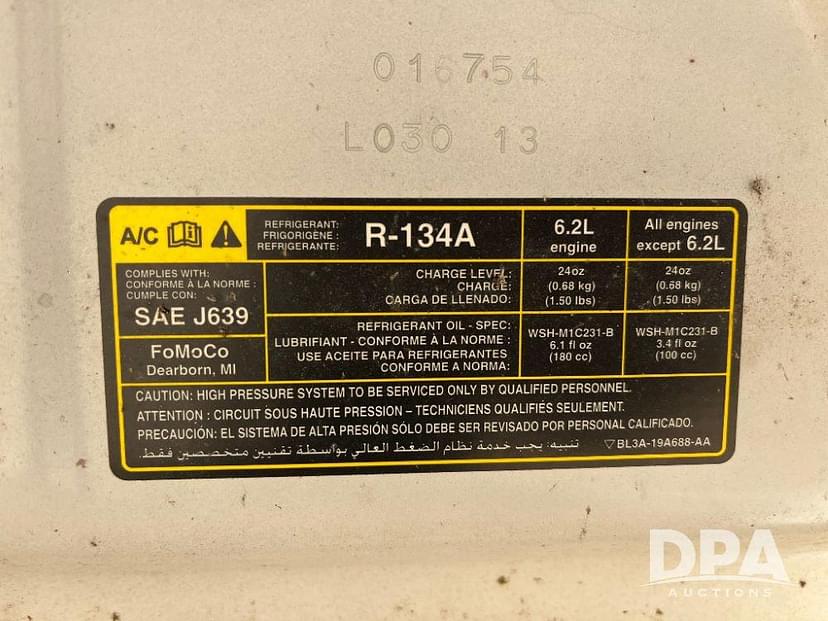 016754
L030 13
A/C
REFRIGERANT:
FRIGORIGÈNE :
REFRIGERANTE:
R-134A
6.2L
engine
All engines
except 6.2L
COMPLIES WITH:
CONFORME À LA NORME :
CUMPLE CON:
SAE J639
CHARGE LEVEL:
CHARGE:
CARGA DE LLENADO:
24oz
(0.68 kg)
(1.50 lbs)
24oz
(0.68 kg)
(1.50 lbs)
FoMoCo
Dearborn, MI
REFRIGERANT OIL - SPEC:
LUBRIFIANT - CONFORME À LA NORME :
USE ACEITE PARA REFRIGERANTES
CONFORME A NORMA:
WSH-M1C231-B
6.1 fl oz
(180 cc)
WSH-M1C231-B
3.4 fl oz
(100 cc)
CAUTION: HIGH PRESSURE SYSTEM TO BE SERVICED ONLY BY QUALIFIED PERSONNEL.
ATTENTION : CIRCUIT SOUS HAUTE PRESSION – TECHNICIENS QUALIFIÉS SEULEMENT.
PRECAUCIÓN: EL SISTEMA DE ALTA PRESIÓN SÓLO DEBE SER REVISADO POR PERSONAL CALIFICADO.
تنبيه: يجب خدمة نظام الضغط العالي بواسطة تقنيين متخصصين فقط.
▽BL3A-19A688-AA
DPA
AUCTIONS